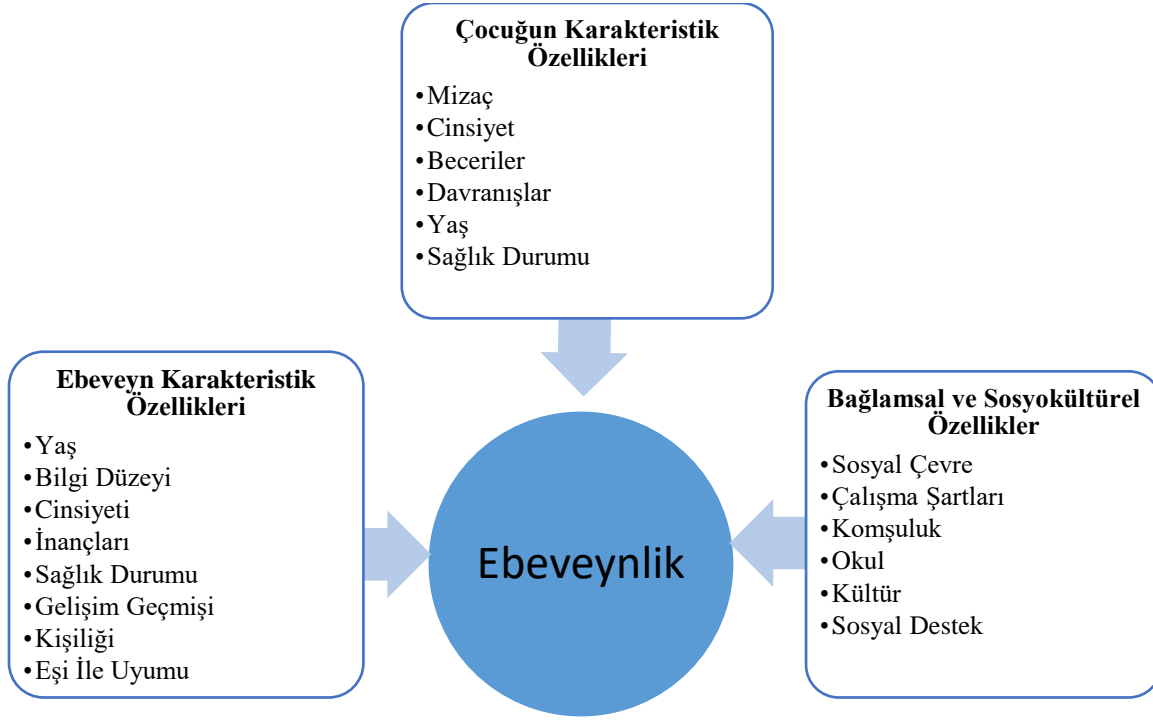 Çocuğun Karakteristik
Özellikleri
•Mizaç
•Cinsiyet
•Beceriler
•Davranışlar
•Yaş
•Sağlık Durumu
Ebeveyn Karakteristik
Özellikleri
•Yaş
•Bilgi Düzeyi
•Cinsiyeti
•İnançları
•Sağlık Durumu
•Gelişim Geçmişi
•Kişiliği
•Eşi İle Uyumu
Ebeveynlik
Bağlamsal ve Sosyokültürel
Özellikler
•Sosyal Çevre
•Çalışma Şartları
•Komşuluk
•Okul
•Kültür
•Sosyal Destek